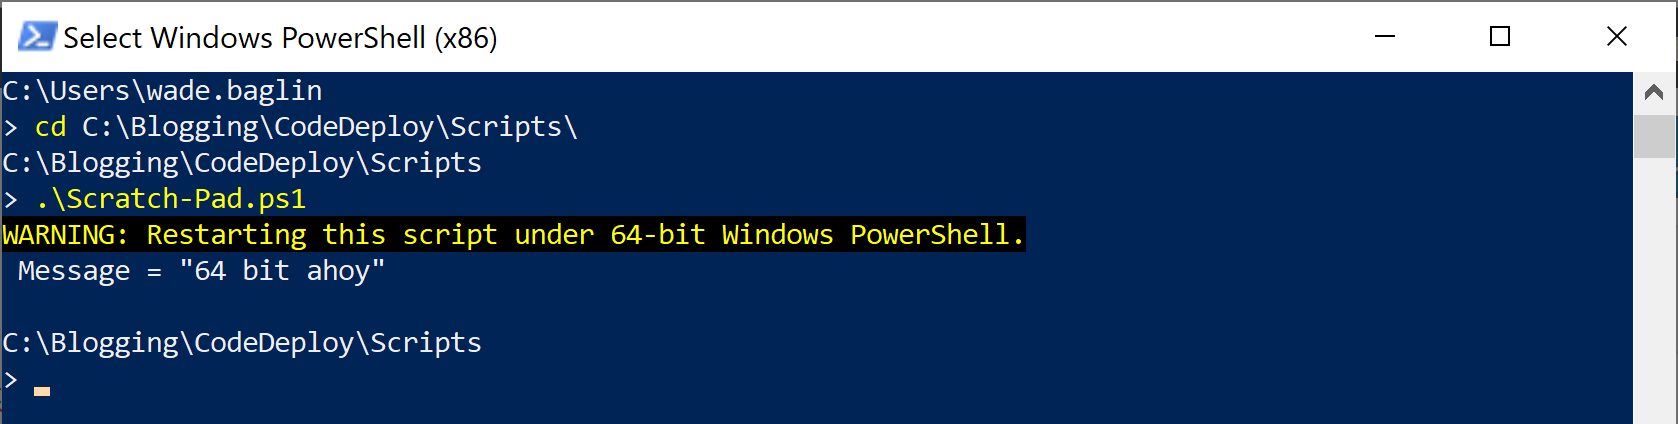 Select Windows PowerShell (x86)
C:\Users\wade.baglin
> cd C:\Blogging\CodeDeploy\Scripts\
C:\Blogging\CodeDeploy\Scripts
> .\Scratch-Pad.ps1
WARNING: Restarting this script under 64-bit Windows PowerShell.
 Message = "64 bit ahoy"
C:\Blogging\CodeDeploy\Scripts
>